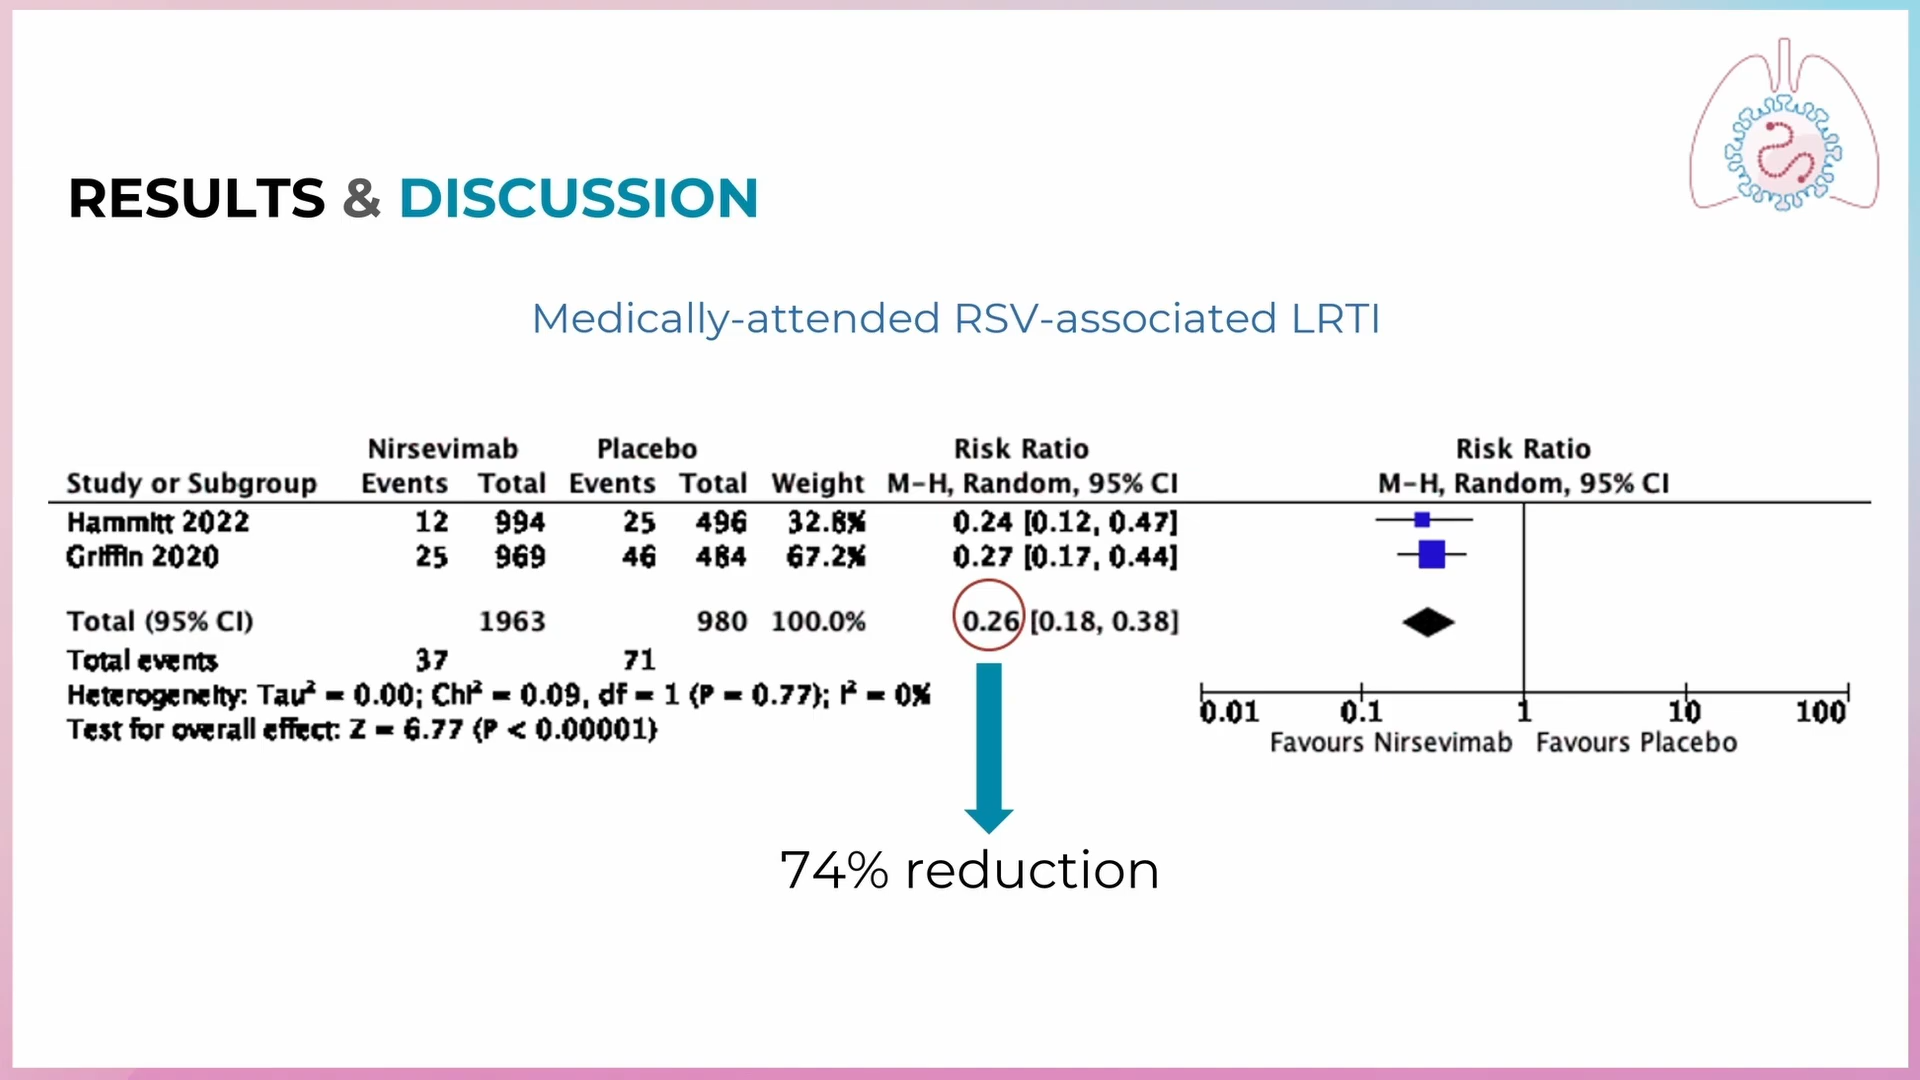 RESULTS & DISCUSSION
Medically-attended RSV-associated LRTI
Nirsevimab Placebo Risk Ratio Risk Ratio
Study or Subgroup Events Total Events Total Weight M-H, Random, 95% CI M-H, Random, 95% CI
Hammitt 2022 12 994 25 496 32.8% 0.24 [0.12, 0.47]
Griffin 2020 25 969 46 484 67.2% 0.27 [0.17, 0.44]
Total (95% CI) 1963 980 100.0% 0.26 [0.18, 0.38]
Total events 37 71
Heterogeneity: Tau² = 0.00; Chi² = 0.09, df = 1 (P = 0.77); I² = 0%
Test for overall effect: Z = 6.77 (P < 0.00001)
0.01 0.1 1 10 100
Favours Nirsevimab Favours Placebo
74% reduction